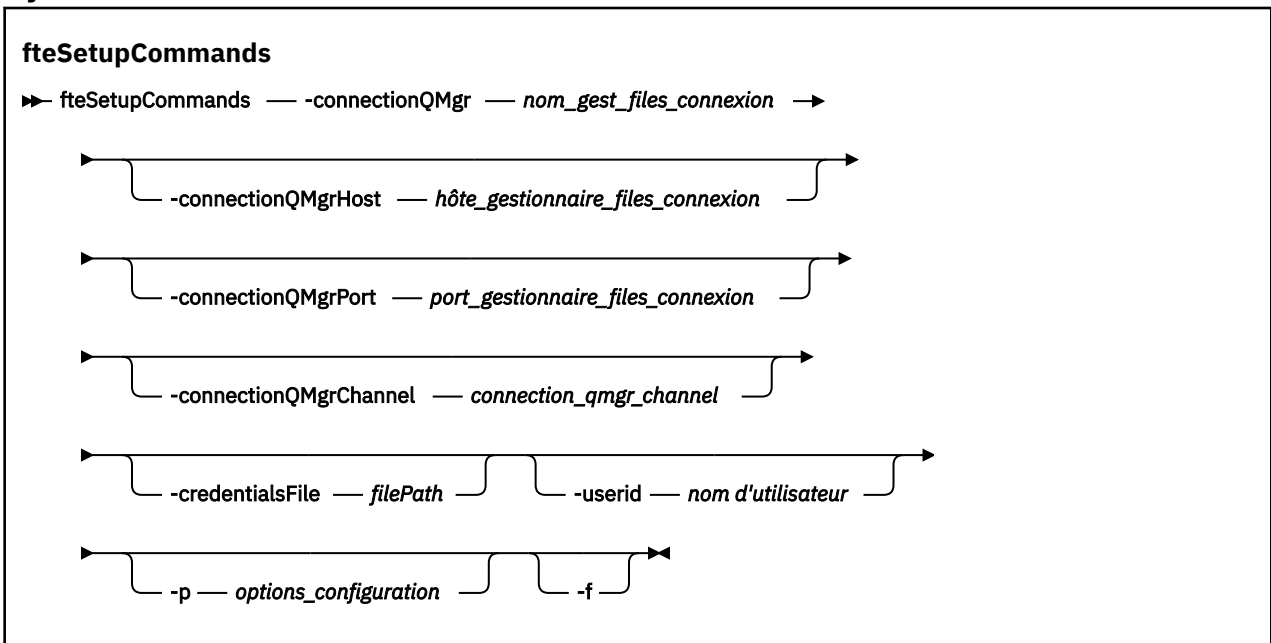 fteSetupCommands
fteSetupCommands -connectionQMgr nom_gest_files_connexion
-connectionQMgrHost hôte_gestionnaire_files_connexion
-connectionQMgrPort port_gestionnaire_files_connexion
-connectionQMgrChannel connection_qmgr_channel
-credentialsFile filePath -userid nom d'utilisateur
-p options_configuration -f